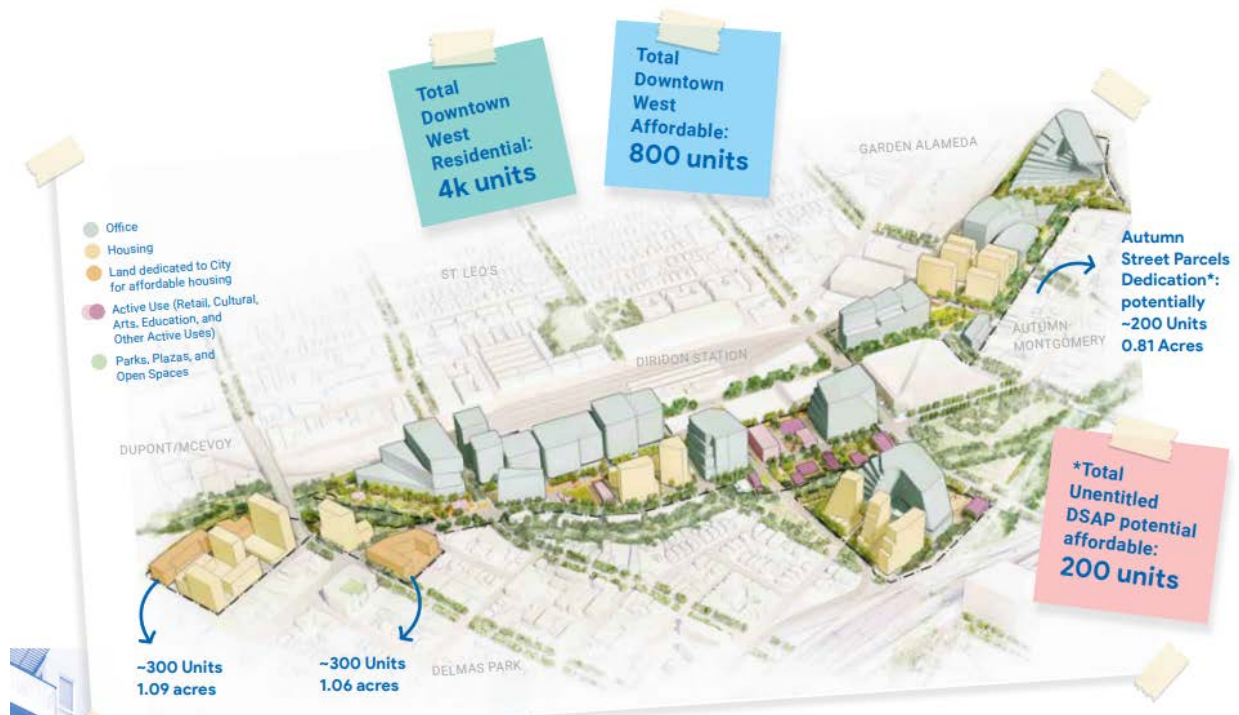 Total
Downtown
West
Residential:
4k units
Total
Downtown
West
Affordable:
800 units
Office
Housing
Land dedicated to City
for affordable housing
Active Use (Retail, Cultural,
Arts, Education, and
Other Active Uses)
Parks, Plazas, and
Open Spaces
GARDEN ALAMEDA
ST. LEO'S
DIRIDON STATION
AUTUMN-
MONTGOMERY
DUPONT/MCEVOY
DELMAS PARK
Autumn
Street Parcels
Dedication*:
potentially
~200 Units
0.81 Acres
*Total
Unentitled
DSAP potential
affordable:
200 units
~300 Units
1.09 acres
~300 Units
1.06 acres